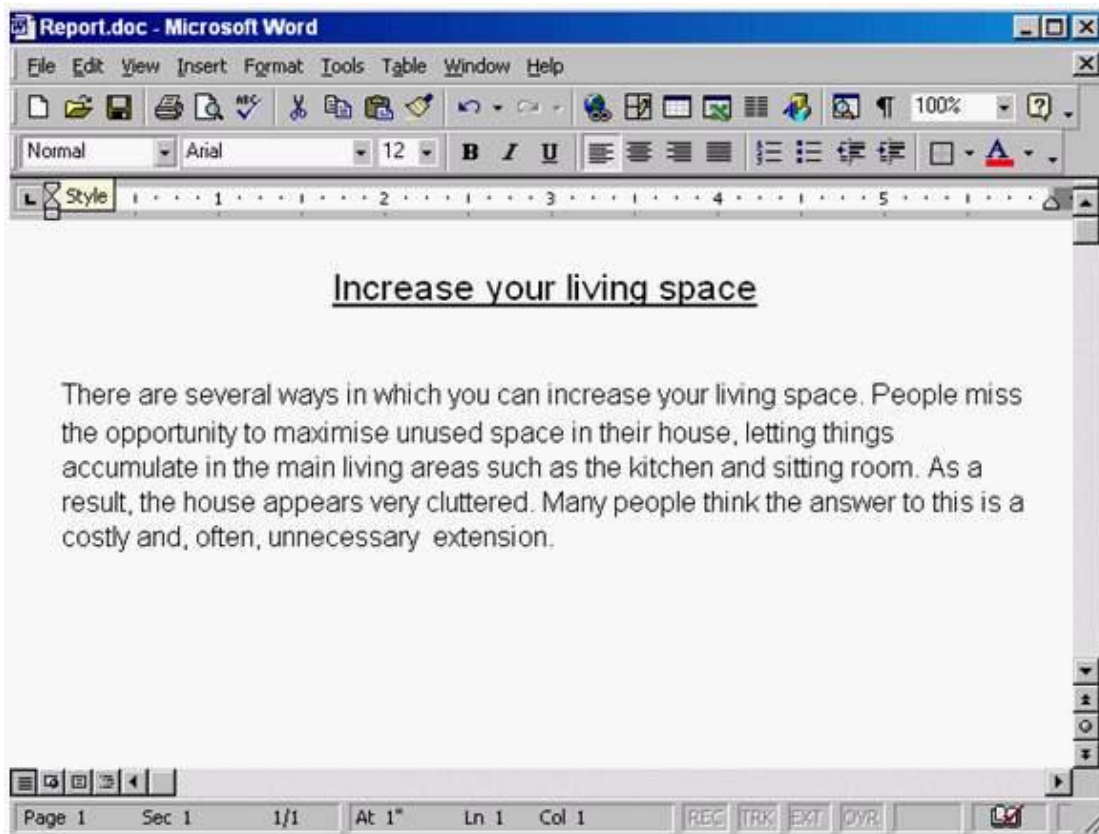 Report.doc - Microsoft Word
File Edit View Insert Format Tools Table Window Help
ABC
100%
Normal Arial 12 B I U A
L Style 1 2 3 4 5
Increase your living space
There are several ways in which you can increase your living space. People miss
the opportunity to maximise unused space in their house, letting things
accumulate in the main living areas such as the kitchen and sitting room. As a
result, the house appears very cluttered. Many people think the answer to this is a
costly and, often, unnecessary  extension.
Page 1 Sec 1 1/1 At 1" Ln 1 Col 1 REC TRK EXT OVR